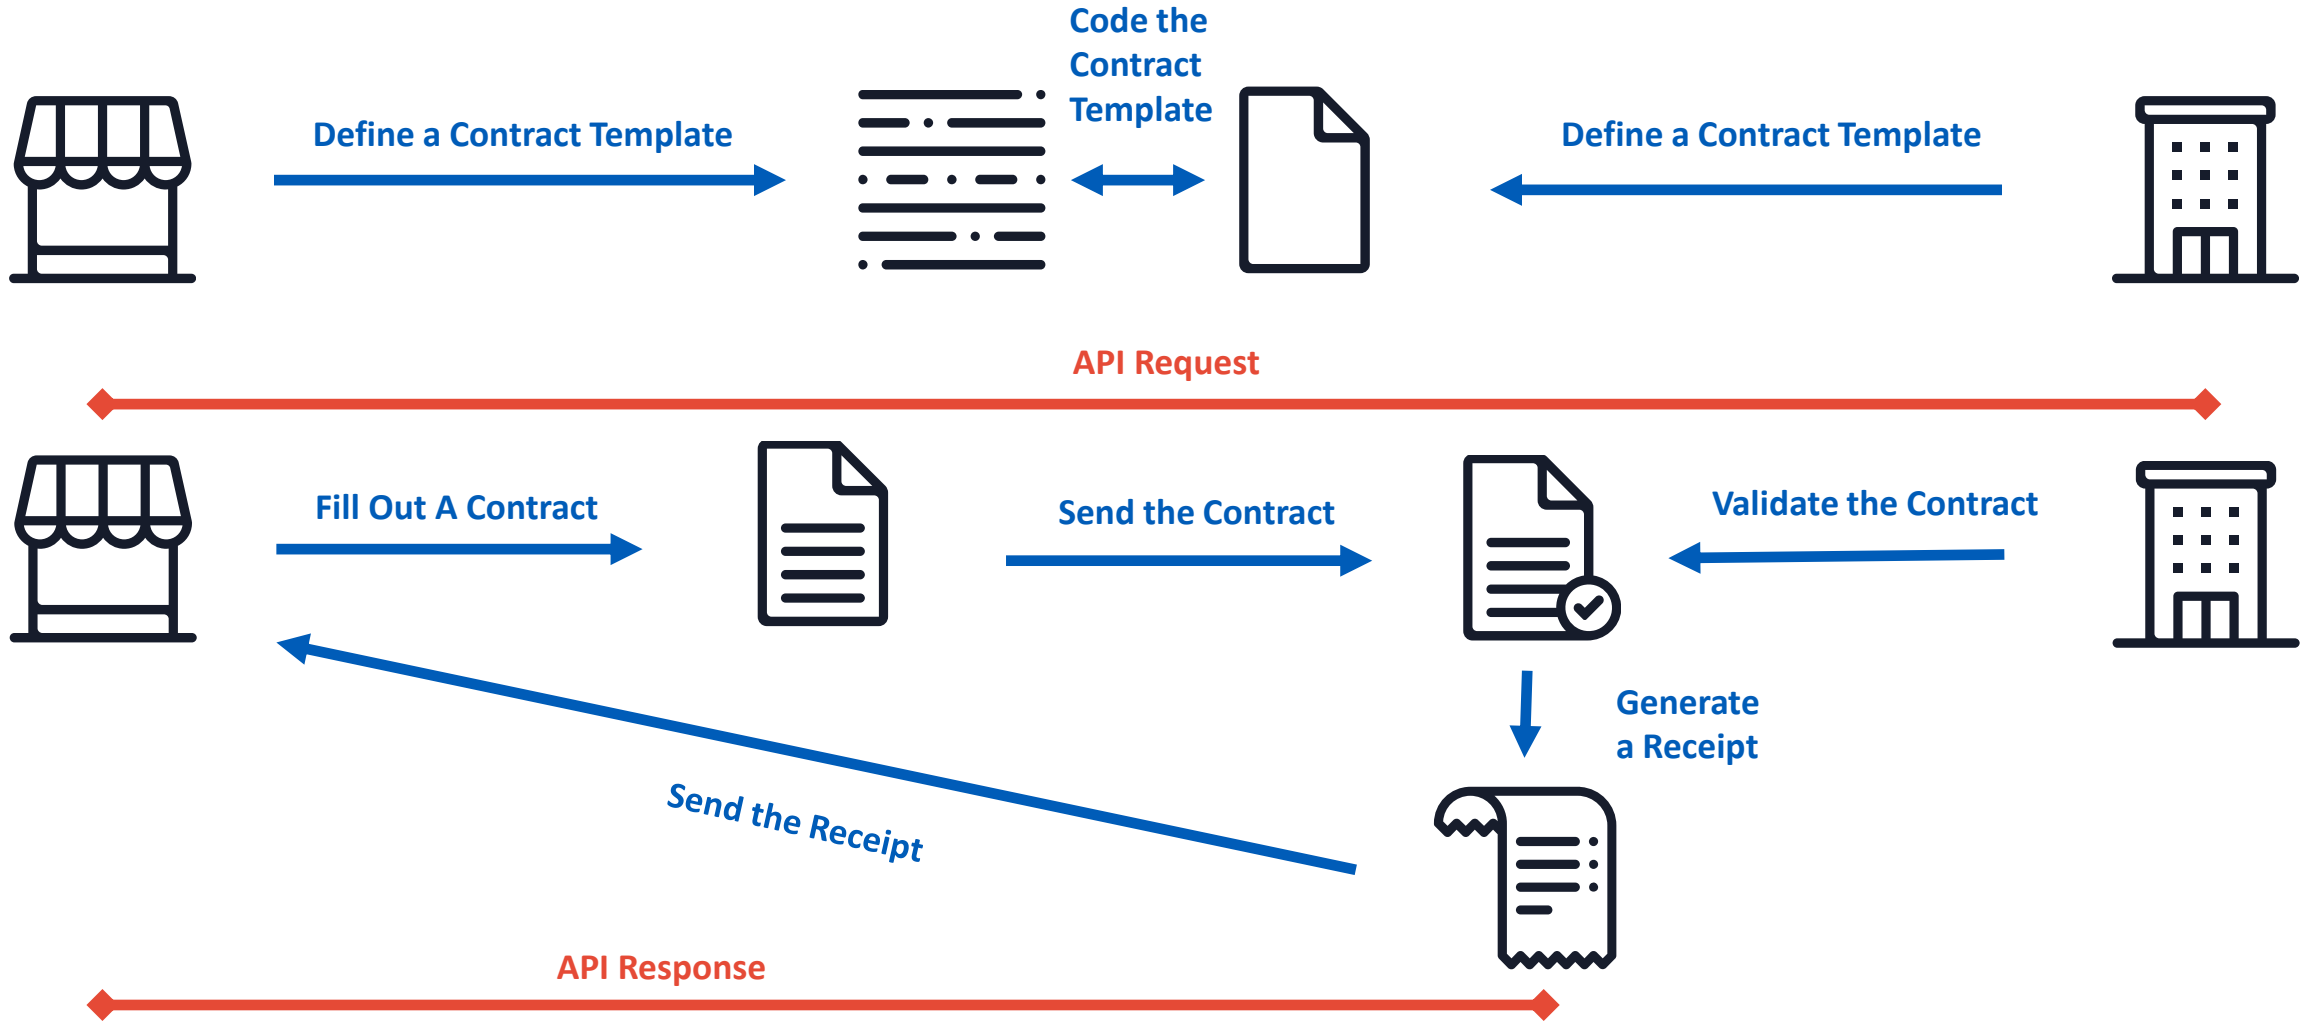 Code the
Contract
Template
Define a Contract Template
Define a Contract Template
API Request
Fill Out A Contract
Send the Contract
Validate the Contract
Generate
a Receipt
Send the Receipt
API Response